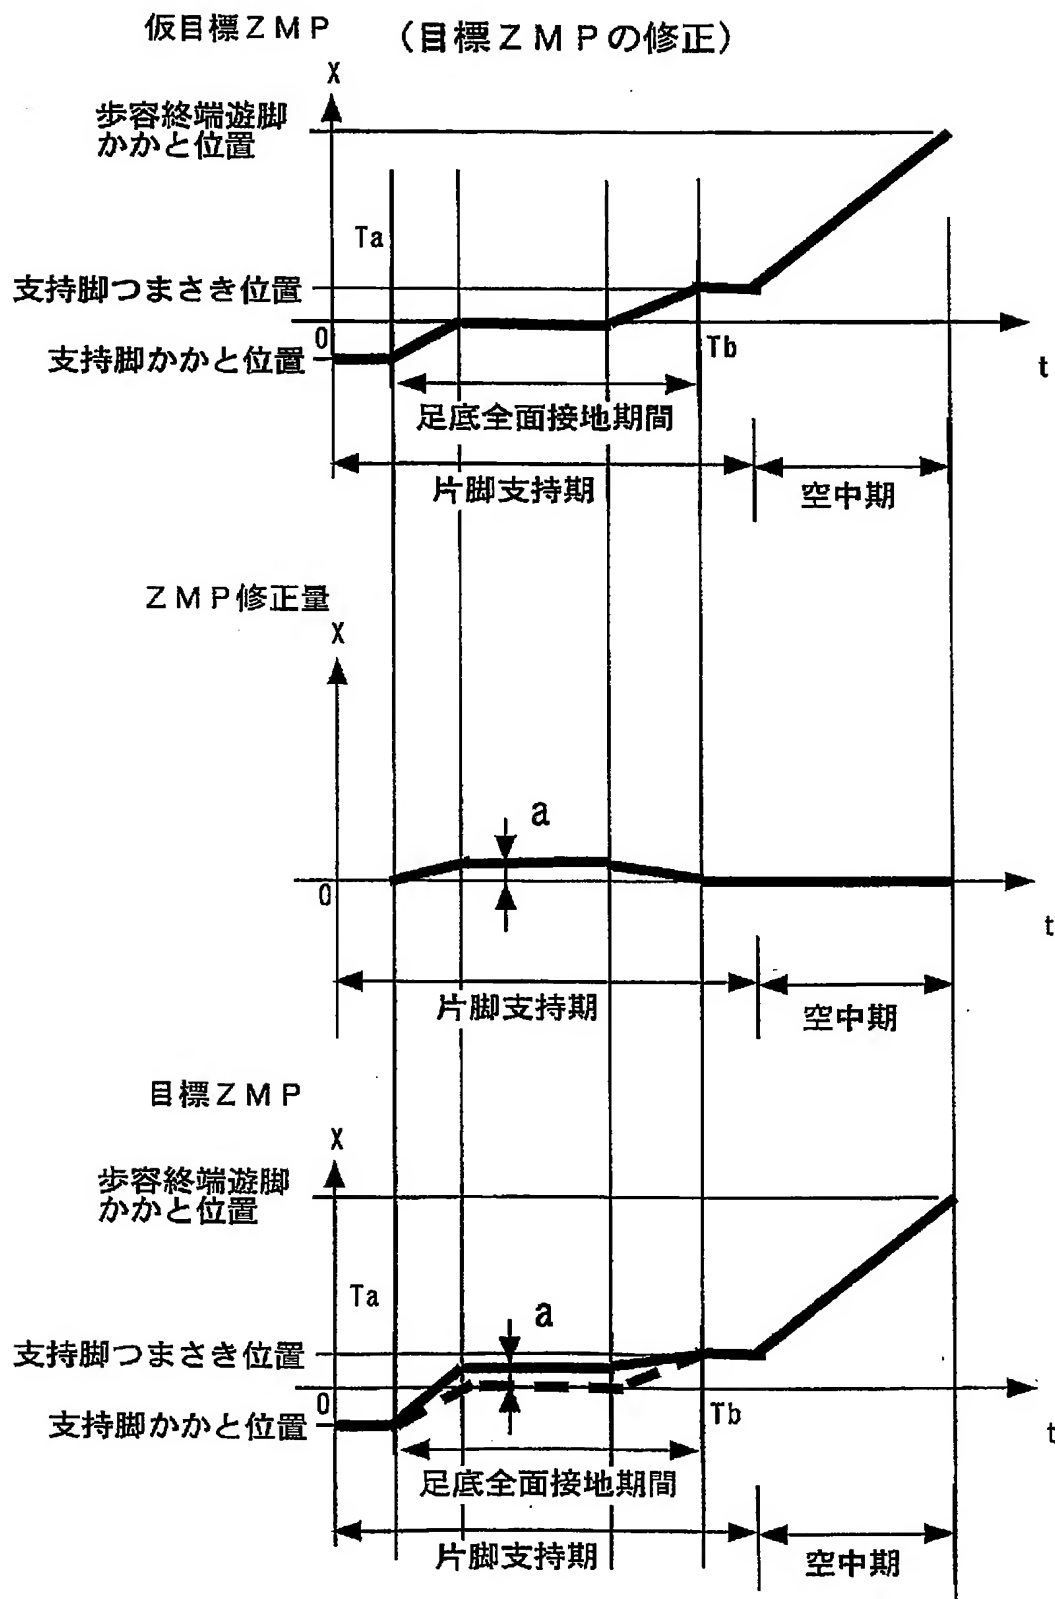 仮目標ＺＭＰ
（目標ＺＭＰの修正）
X
歩容終端遊脚
かかと位置
Ta
支持脚つまさき位置
0
支持脚かかと位置
Tb
t
足底全面接地期間
片脚支持期
空中期
ＺＭＰ修正量
X
a
0
t
片脚支持期
空中期
目標ＺＭＰ
X
歩容終端遊脚
かかと位置
Ta
a
支持脚つまさき位置
0
支持脚かかと位置
Tb
t
足底全面接地期間
片脚支持期
空中期